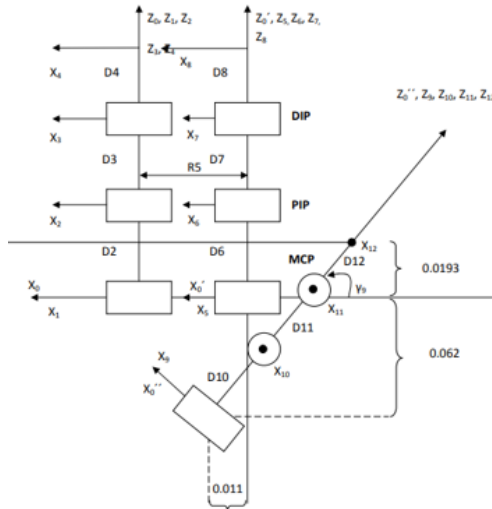 Z₀, Z₁, Z₂
Z₀´, Z₅, Z₆, Z₇,
Z₈
Z₃, Z₄
X₄
D4
X₈
D8
Z₀´´, Z₉, Z₁₀, Z₁₁, Z₁₂
X₃
X₇
DIP
D3
R5
D7
X₂
X₆
PIP
D2
D6
X₁₂
MCP
D12
0.0193
X₀
X₀´
γ₉
X₁
X₅
X₁₁
D11
0.062
X₉
X₁₀
D10
X₀´´
0.011